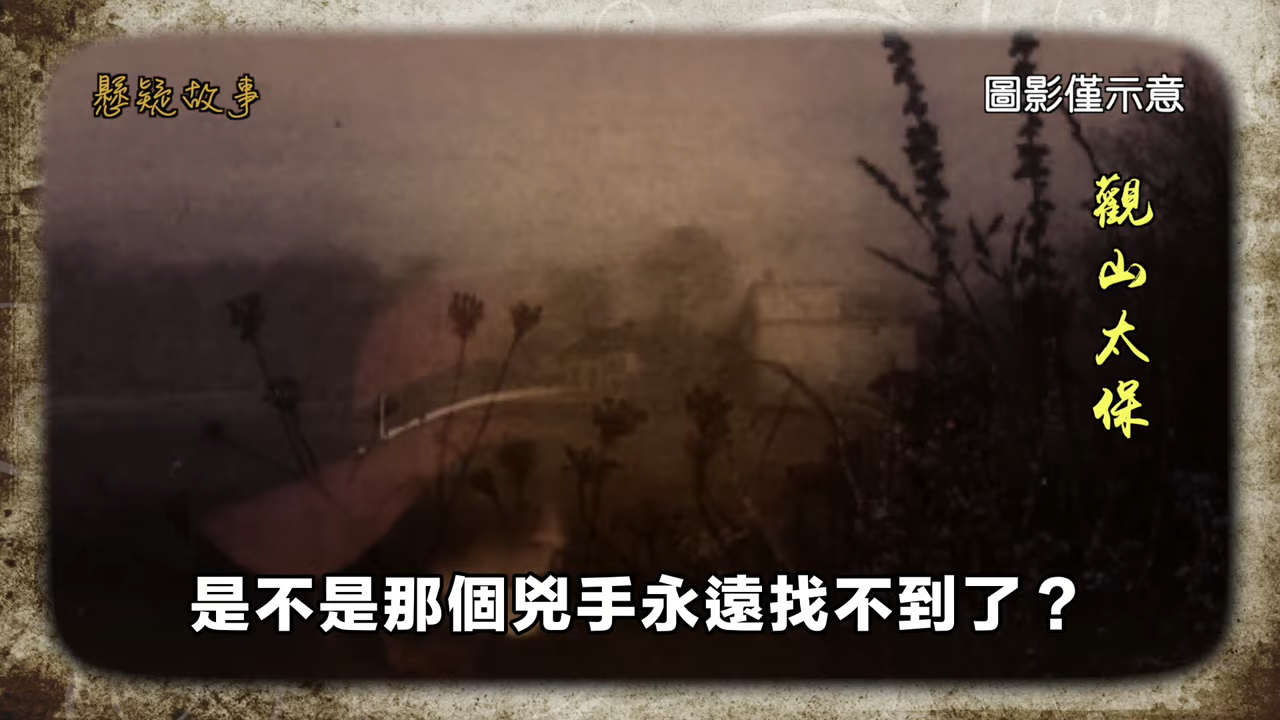 懸疑故事
圖影僅示意
觀山太保
是不是那個兇手永遠找不到了？